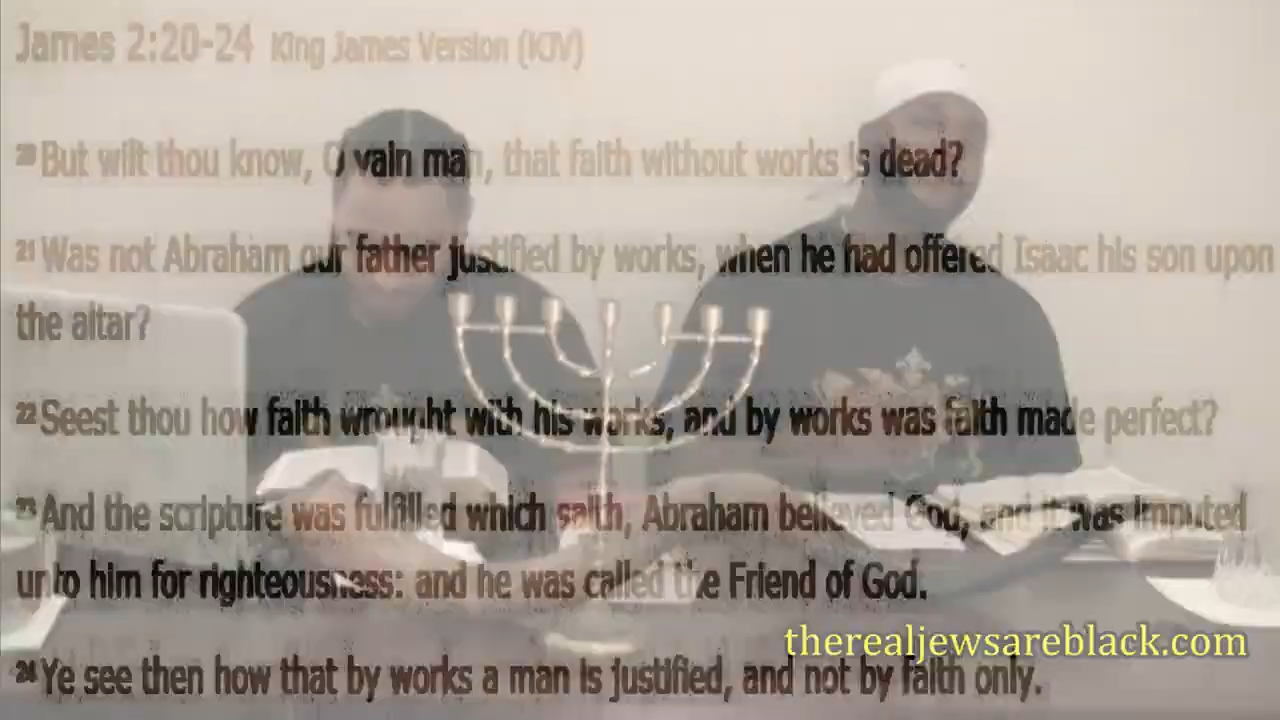 James 2:20-24 King James Version (KJV)
20 But wilt thou know, O vain man, that faith without works is dead?
21 Was not Abraham our father justified by works, when he had offered Isaac his son upon
the altar?
22 Seest thou how faith wrought with his works, and by works was faith made perfect?
23 And the scripture was fulfilled which saith, Abraham believed God, and it was imputed
unto him for righteousness: and he was called the Friend of God.
therealjewsareblack.com
24 Ye see then how that by works a man is justified, and not by faith only.